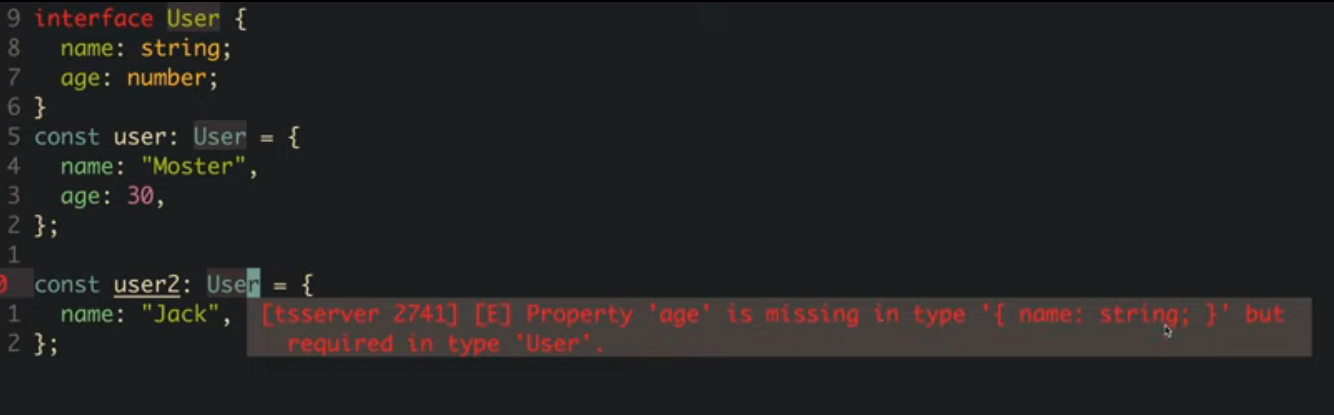 9 interface User {
8   name: string;
7   age: number;
6 }
5 const user: User = {
4   name: "Moster",
3   age: 30,
2 };
1
0 const user2: User = {
1   name: "Jack", [tsserver 2741] [E] Property 'age' is missing in type '{ name: string; }' but
2 }; required in type 'User'.